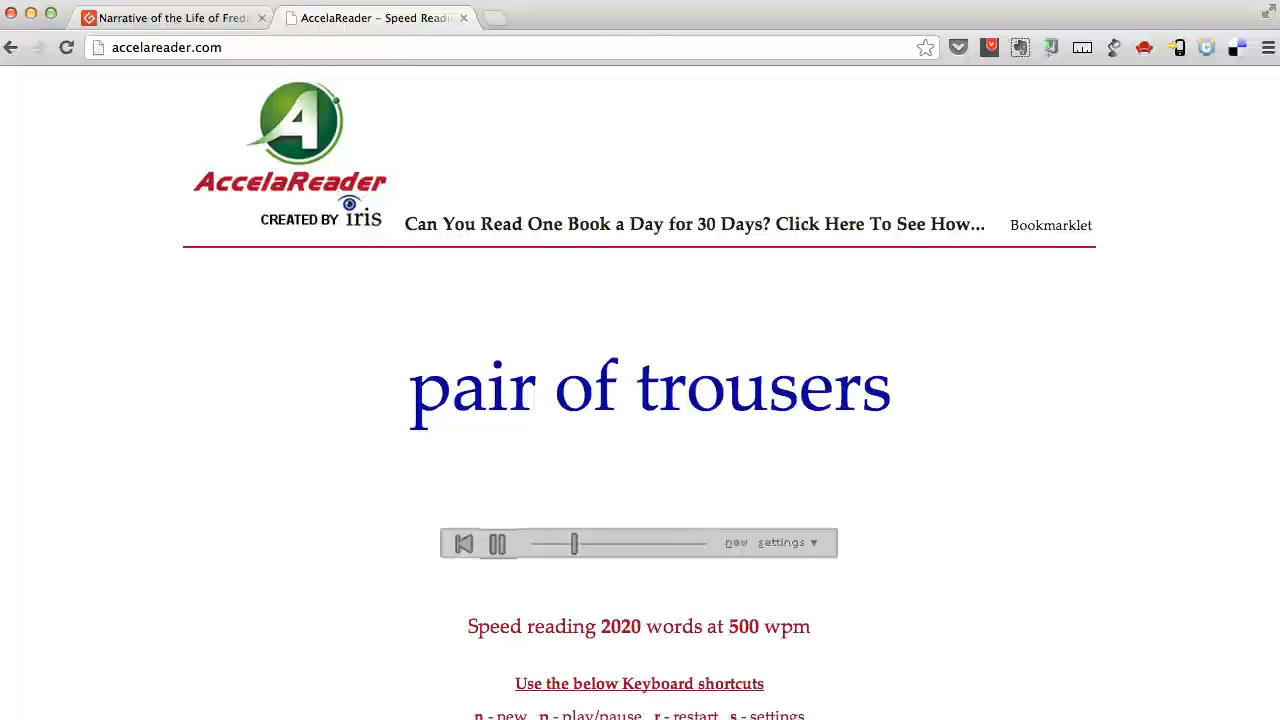 Narrative of the Life of Fred
AccelaReader – Speed Read
accelareader.com
A
AccelaReader
CREATED BY iris
Can You Read One Book a Day for 30 Days? Click Here To See How...
Bookmarklet
pair of trousers
new settings ▼
Speed reading 2020 words at 500 wpm
Use the below Keyboard shortcuts
n - new p - play/pause r - restart s - settings